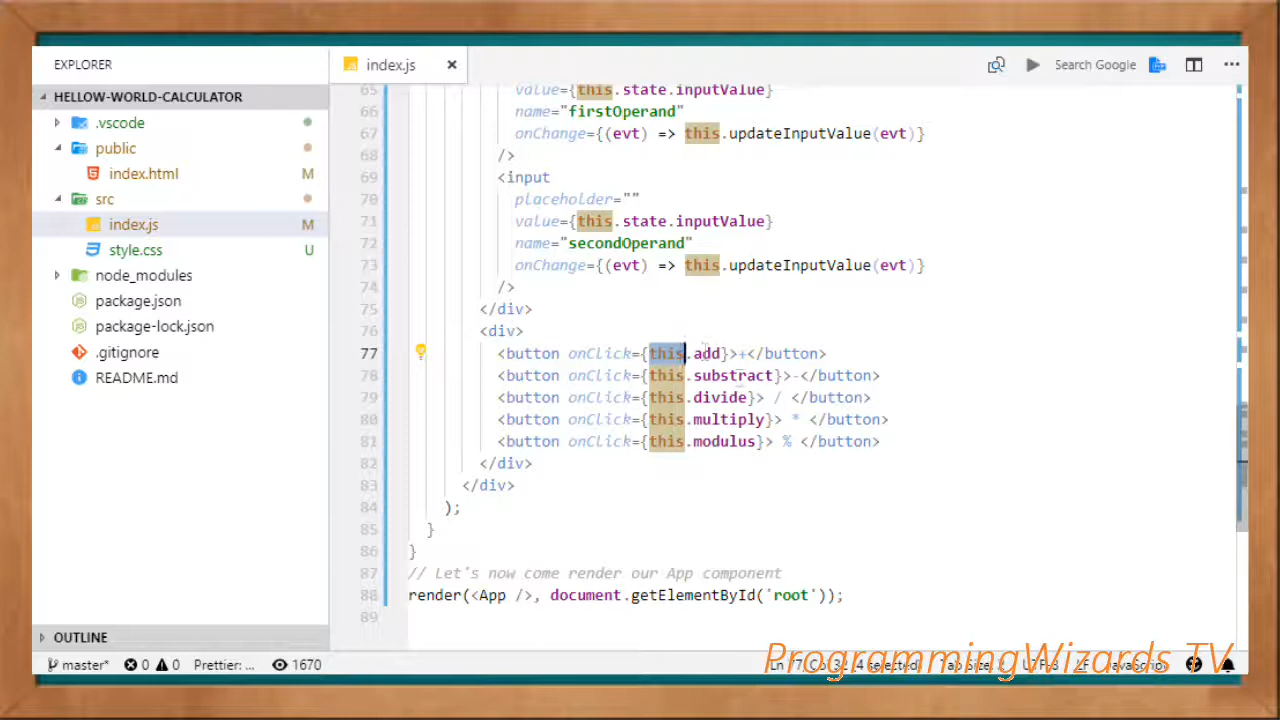 EXPLORER
index.js
Search Google
HELLOW-WORLD-CALCULATOR
.vscode
public
index.html M
src
index.js M
style.css U
node_modules
package.json
package-lock.json
.gitignore
README.md
OUTLINE
65 value={this.state.inputValue}
66 name="firstOperand"
67 onChange={(evt) => this.updateInputValue(evt)}
68 />
69 <input
70 placeholder=""
71 value={this.state.inputValue}
72 name="secondOperand"
73 onChange={(evt) => this.updateInputValue(evt)}
74 />
75 </div>
76 <div>
77 <button onClick={this.add}>+</button>
78 <button onClick={this.substract}>-</button>
79 <button onClick={this.divide}> / </button>
80 <button onClick={this.multiply}> * </button>
81 <button onClick={this.modulus}> % </button>
82 </div>
83 </div>
84 );
85 }
86 }
87 // Let's now come render our App component
88 render(<App />, document.getElementById('root'));
89
master* 0 0 Prettier: ... 1670
ProgrammingWizards TV